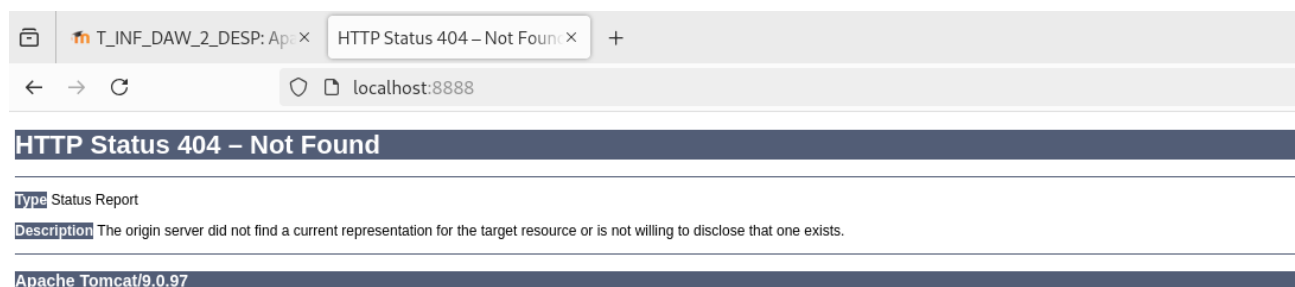 T_INF_DAW_2_DESP: Apa
HTTP Status 404 – Not Found
localhost:8888
HTTP Status 404 – Not Found
Type Status Report
Description The origin server did not find a current representation for the target resource or is not willing to disclose that one exists.
Apache Tomcat/9.0.97